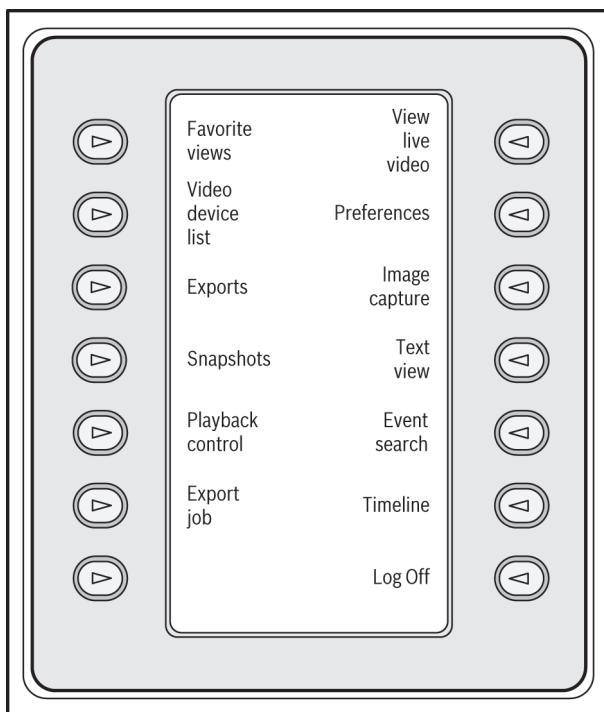 Favorite
views
Video
device
list
Exports
Snapshots
Playback
control
Export
job
View
live
video
Preferences
Image
capture
Text
view
Event
search
Timeline
Log Off